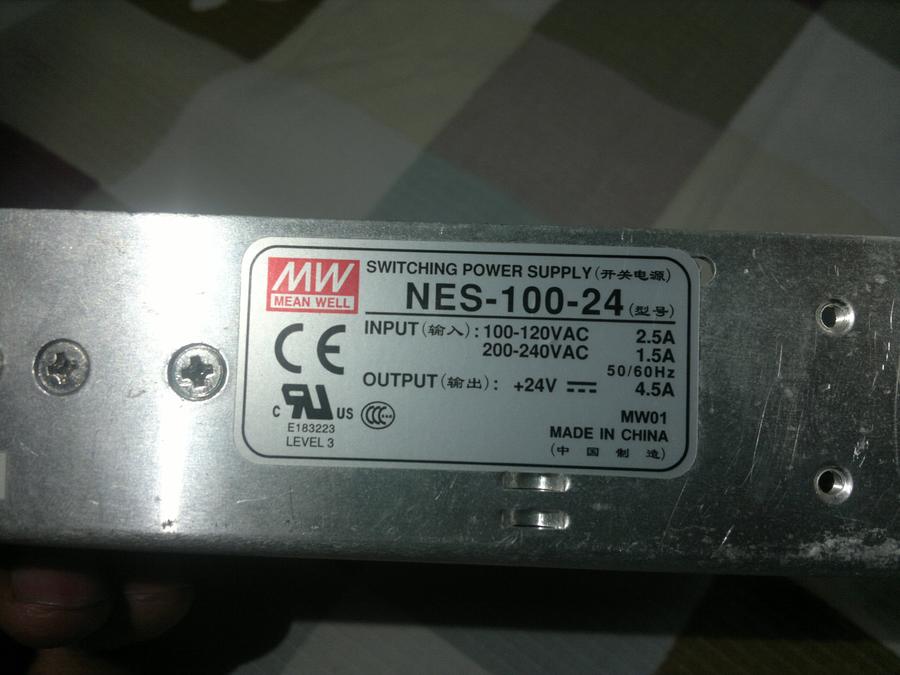 MW
MEAN WELL
SWITCHING POWER SUPPLY (开关电源)
NES-100-24 (型号)
INPUT (输入) : 100-120VAC 2.5A
200-240VAC 1.5A
50/60Hz
OUTPUT (输出) : +24V 4.5A
CE
C RU US CCC
E183223
LEVEL 3
MW01
MADE IN CHINA
(中 国 制 造)